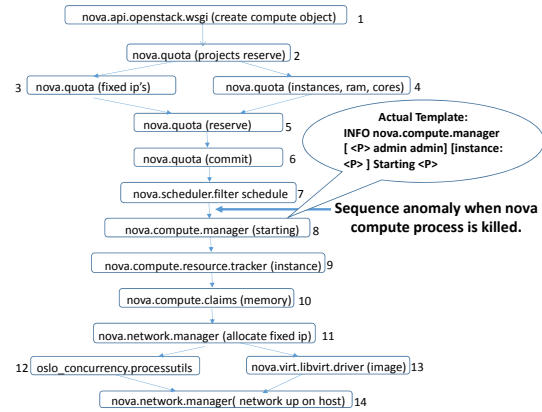 nova.api.openstack.wsgi (create compute object) 1
nova.quota (projects reserve) 2
3 nova.quota (fixed ip's)
nova.quota (instances, ram, cores) 4
nova.quota (reserve) 5
nova.quota (commit) 6
nova.scheduler.filter schedule 7
Actual Template:
INFO nova.compute.manager
[ <P> admin admin] [instance:
<P> ] Starting <P>
Sequence anomaly when nova
compute process is killed.
nova.compute.manager (starting) 8
nova.compute.resource.tracker (instance) 9
nova.compute.claims (memory) 10
nova.network.manager (allocate fixed ip) 11
12 oslo_concurrency.processutils
nova.virt.libvirt.driver (image) 13
nova.network.manager( network up on host) 14